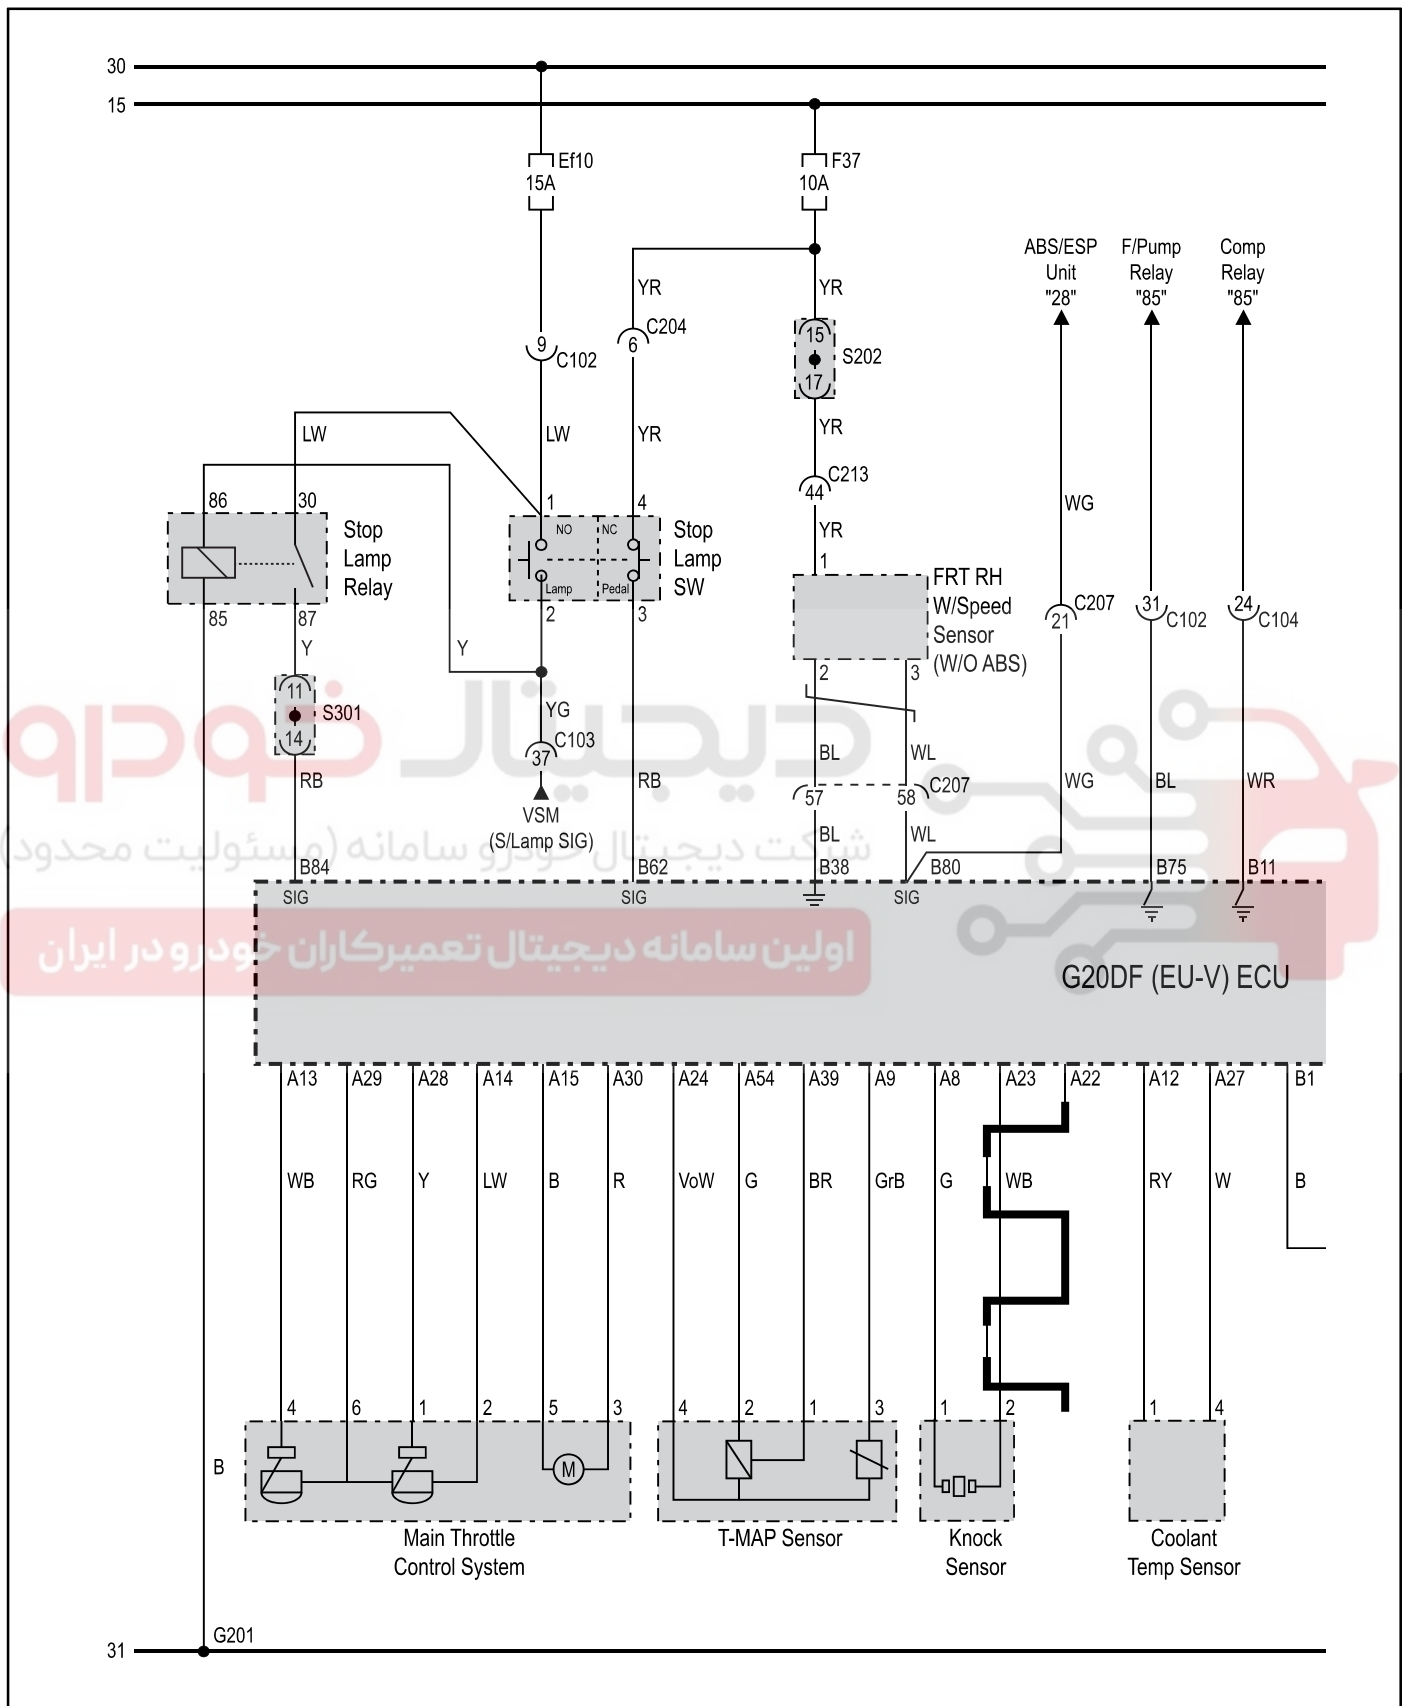 30
15
Ef10
15A
F37
10A
ABS/ESP
Unit
"28"
F/Pump
Relay
"85"
Comp
Relay
"85"
YR
YR
C204
6
15
S202
17
9
C102
LW
LW
YR
YR
C213
44
86
30
1
4
WG
Stop
Lamp
Relay
NO
NC
Lamp
Pedal
Stop
Lamp
SW
YR
1
FRT RH
W/Speed
Sensor
(W/O ABS)
C207
21
31
C102
24
C104
85
87
2
3
Y
Y
2
3
11
S301
14
YG
C103
37
BL
WL
RB
VSM
(S/Lamp SIG)
RB
57
58
C207
WG
BL
WR
BL
WL
دیجیتال خودرو
شرکت دیجیتال خودرو سامانه (مسئولیت محدود)
B84
B62
B38
B80
B75
B11
SIG
SIG
SIG
اولین سامانه دیجیتال تعمیرکاران خودرو در ایران
G20DF (EU-V) ECU
A13
A29
A28
A14
A15
A30
A24
A54
A39
A9
A8
A23
A22
A12
A27
B1
WB
RG
Y
LW
B
R
VoW
G
BR
GrB
G
WB
RY
W
B
4
6
1
2
5
3
4
2
1
3
1
2
1
4
B
M
Main Throttle
Control System
T-MAP Sensor
Knock
Sensor
Coolant
Temp Sensor
G201
31